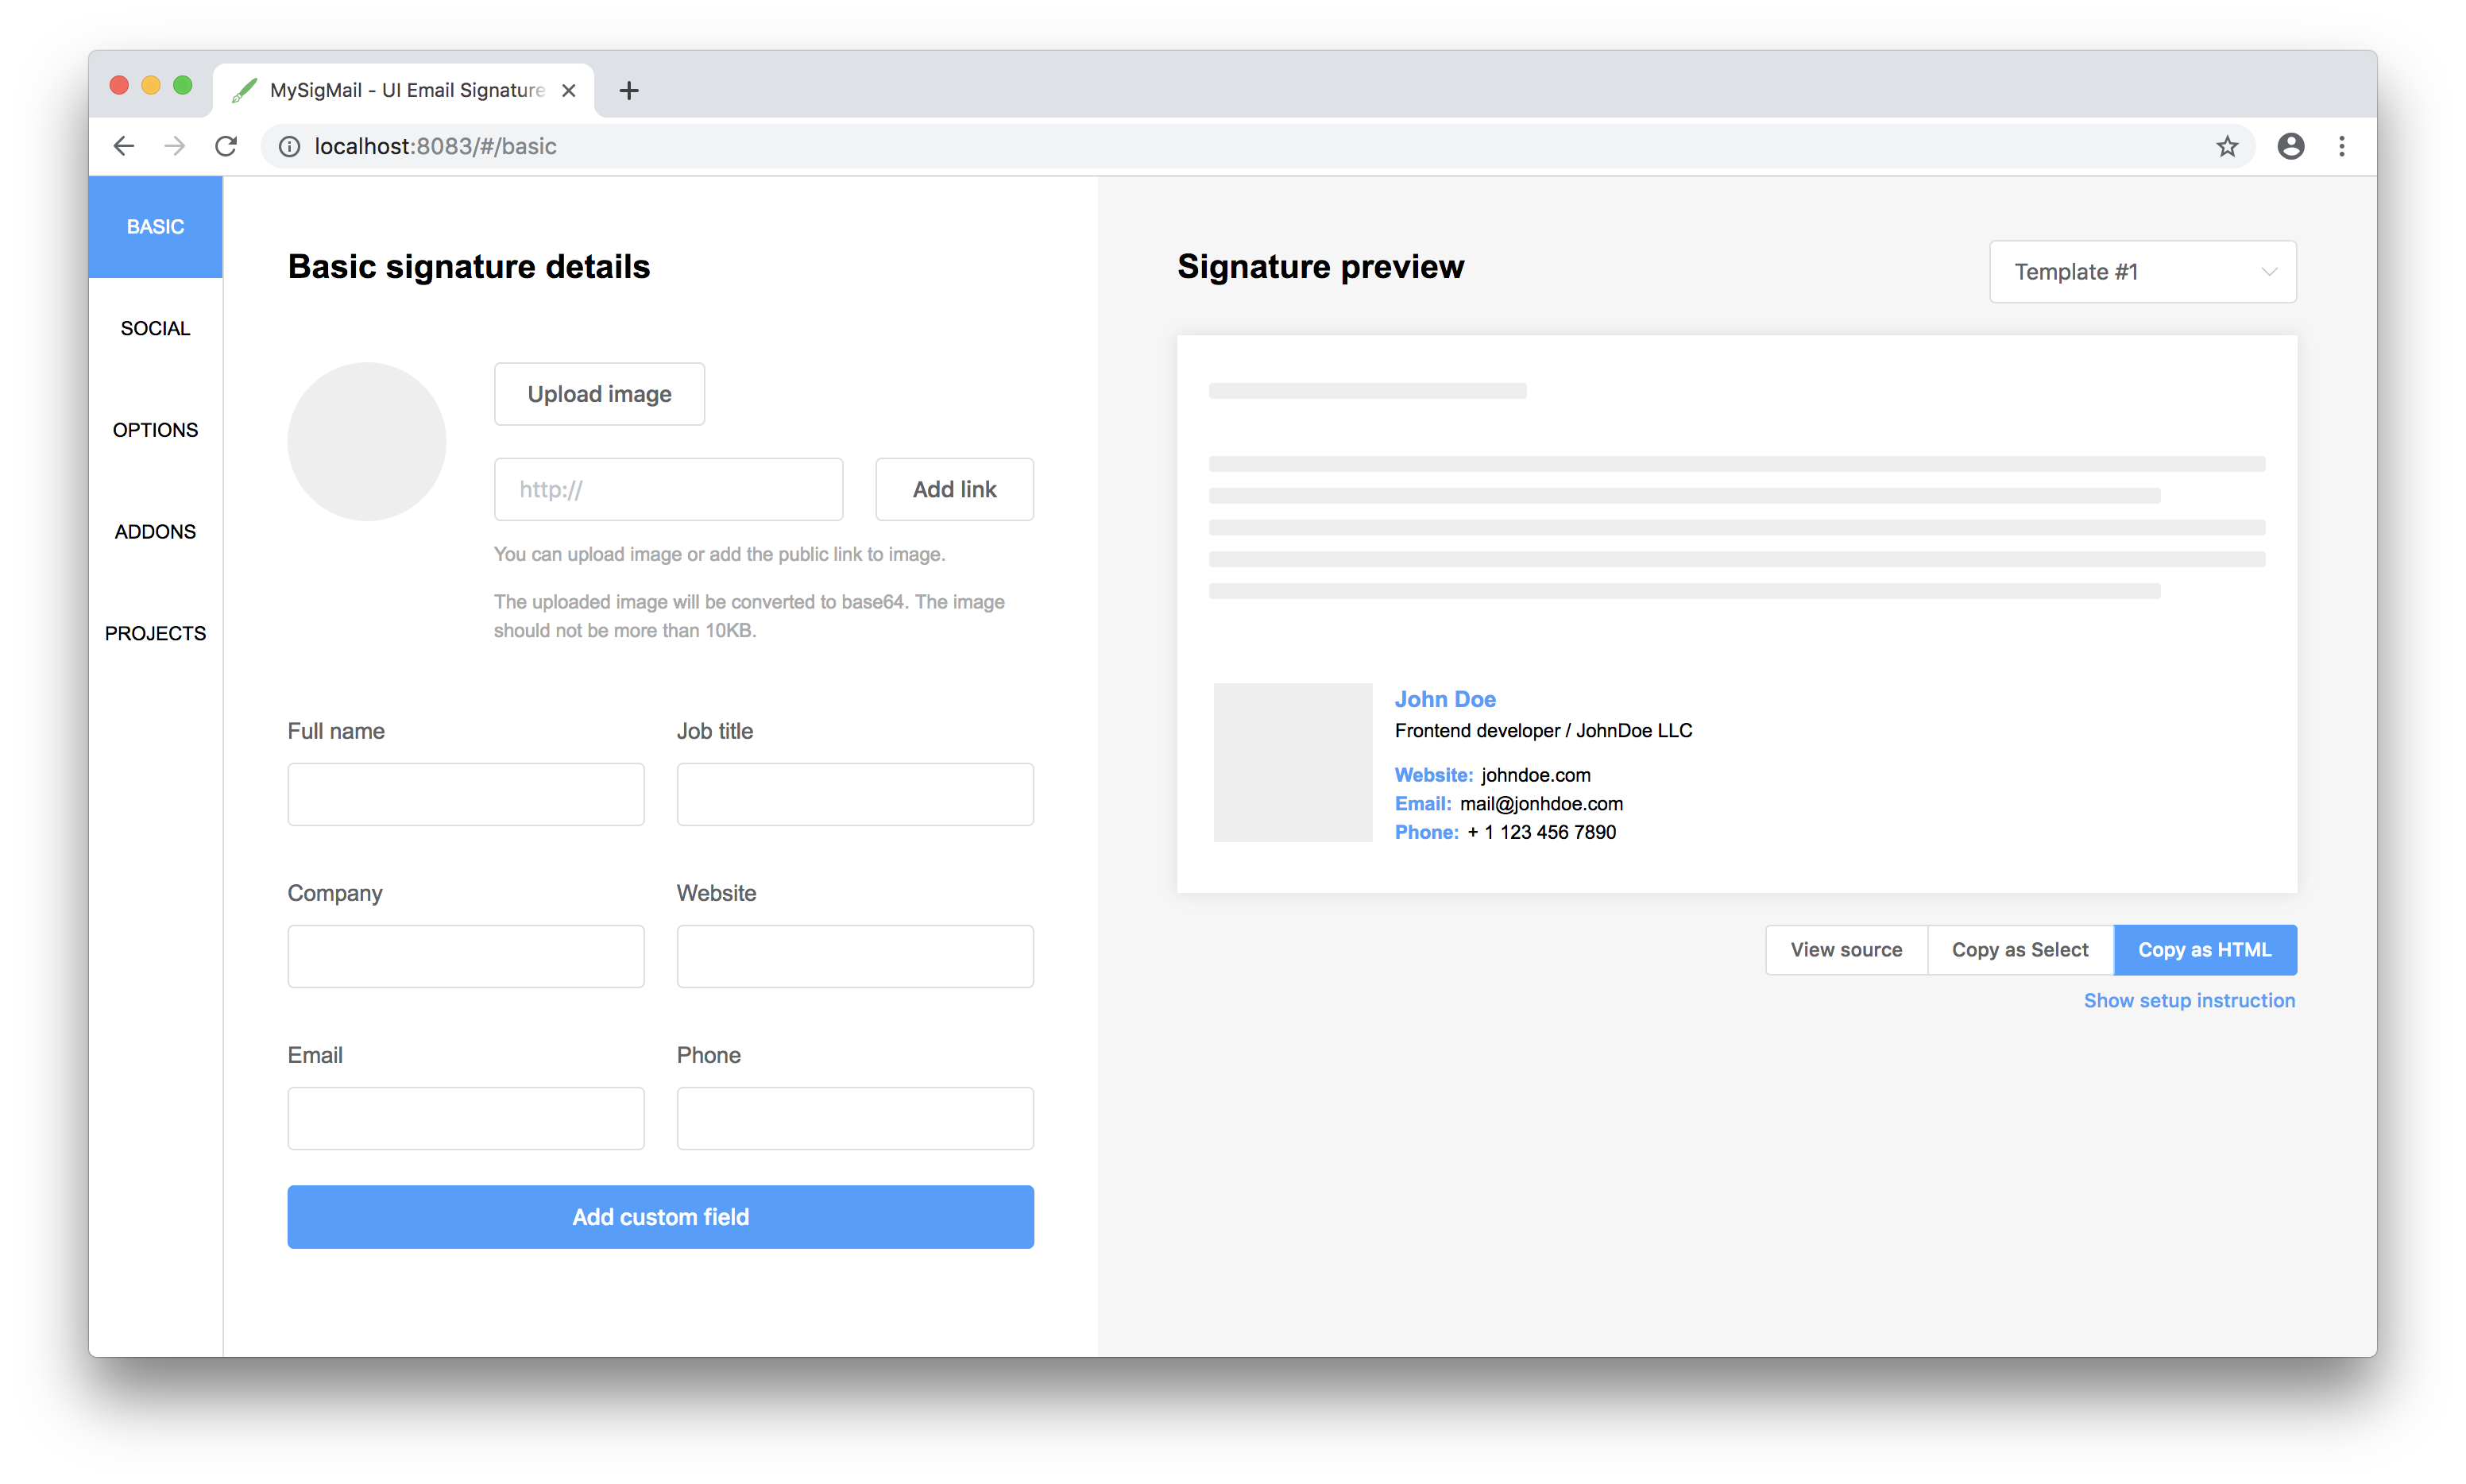 MySigMail - UI Email Signature
localhost:8083/#/basic
BASIC
SOCIAL
OPTIONS
ADDONS
PROJECTS
Basic signature details
Upload image
http://
Add link
You can upload image or add the public link to image.
The uploaded image will be converted to base64. The image
should not be more than 10KB.
Full name
Job title
Company
Website
Email
Phone
Add custom field
Signature preview
Template #1
John Doe
Frontend developer / JohnDoe LLC
Website: johndoe.com
Email: mail@jonhdoe.com
Phone: + 1 123 456 7890
View source
Copy as Select
Copy as HTML
Show setup instruction